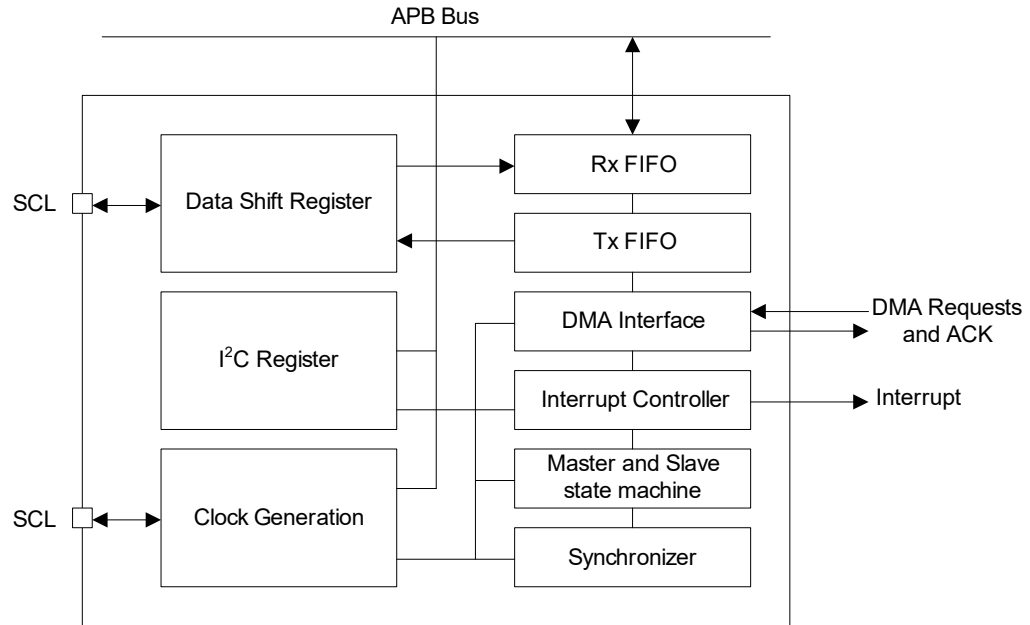 APB Bus
Rx FIFO
SCL
Data Shift Register
Tx FIFO
DMA Interface
DMA Requests
and ACK
I²C Register
Interrupt Controller
Interrupt
Master and Slave
state machine
SCL
Clock Generation
Synchronizer